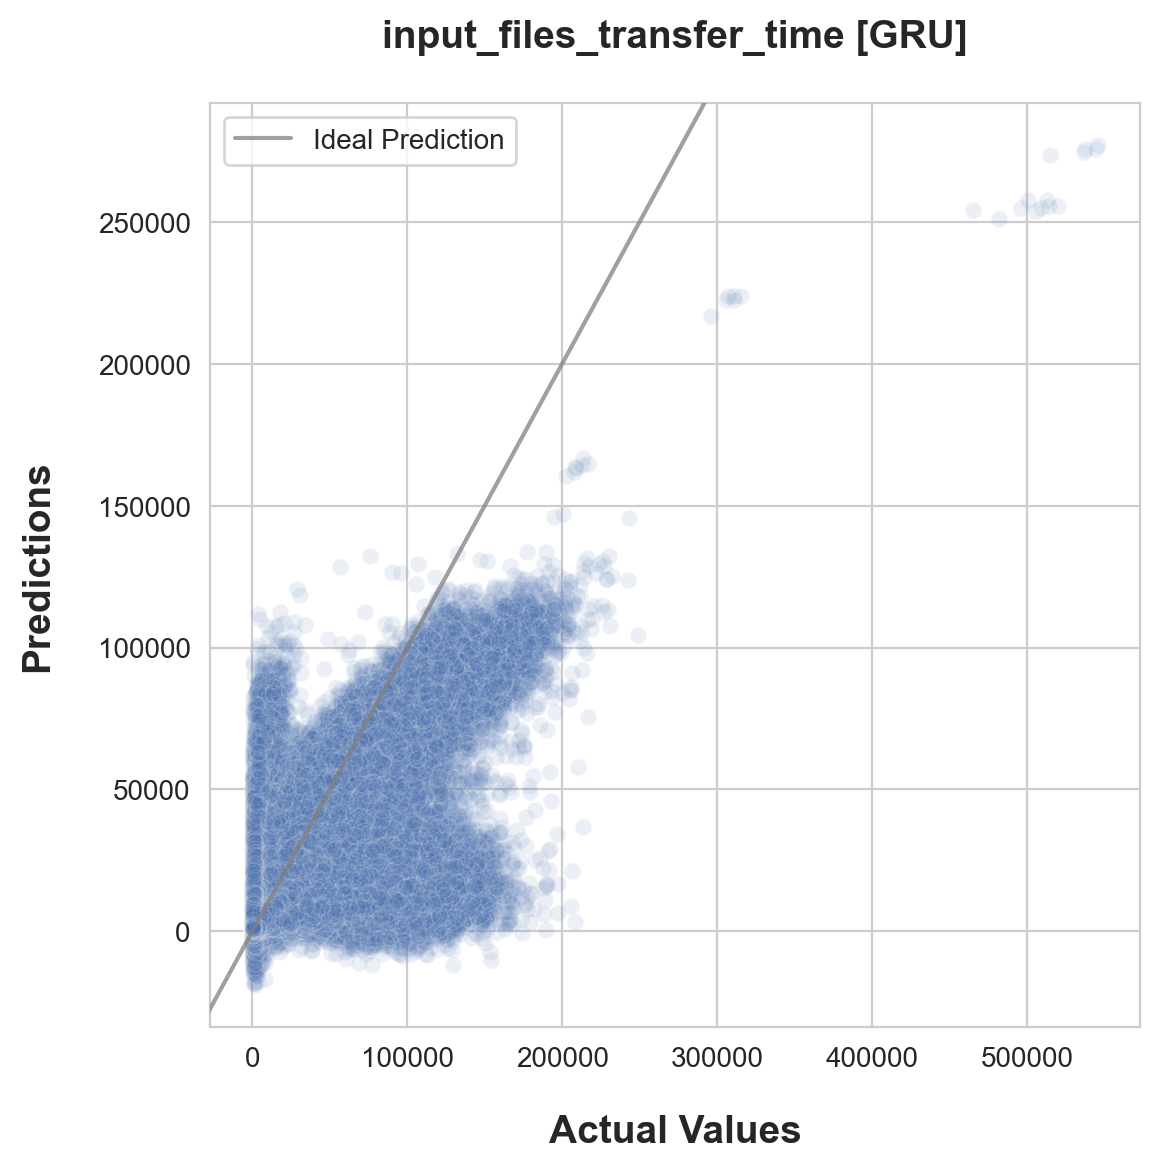 input_files_transfer_time [GRU]
Ideal Prediction
250000
200000
150000
100000
50000
0
Predictions
0 100000 200000 300000 400000 500000
Actual Values